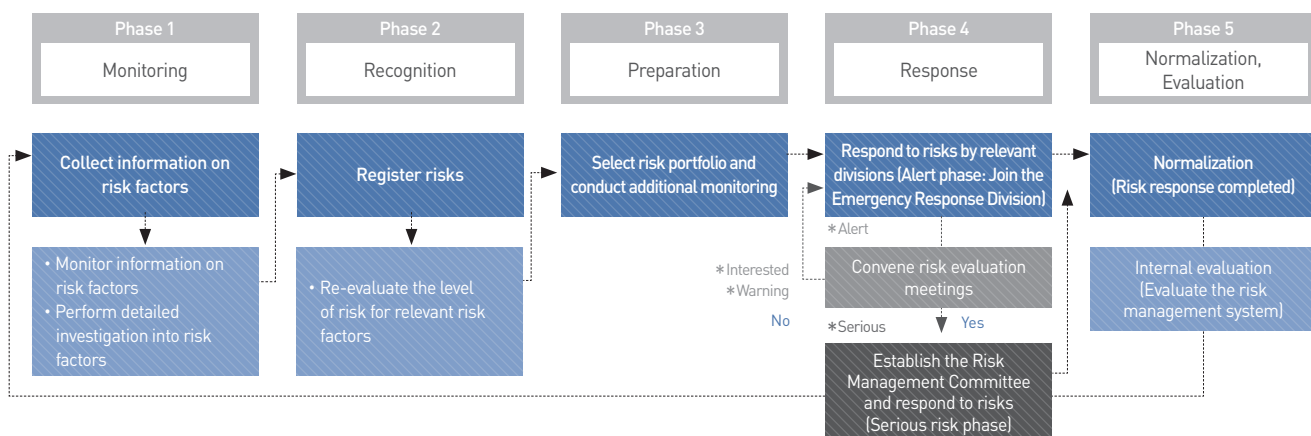 Phase 1
Monitoring
Phase 2
Recognition
Phase 3
Preparation
Phase 4
Response
Phase 5
Normalization,
Evaluation
Collect information on
risk factors
• Monitor information on
risk factors
• Perform detailed
investigation into risk
factors
Register risks
• Re-evaluate the level
of risk for relevant risk
factors
Select risk portfolio and
conduct additional monitoring
Respond to risks by relevant
divisions (Alert phase: Join the
Emergency Response Division)
*Alert
*Interested
*Warning
No
Convene risk evaluation
meetings
*Serious
Yes
Establish the Risk
Management Committee
and respond to risks
(Serious risk phase)
Normalization
(Risk response completed)
Internal evaluation
(Evaluate the risk
management system)